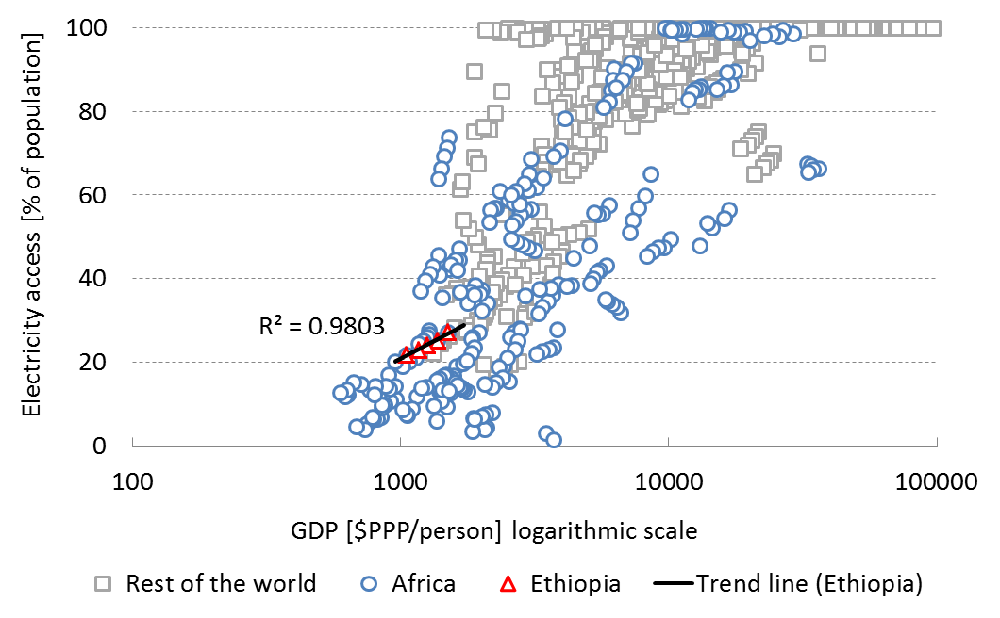 Electricity access [% of population]
100
80
60
40
20
0
R² = 0.9803
100 1000 10000 100000
GDP [$PPP/person] logarithmic scale
Rest of the world Africa Ethiopia Trend line (Ethiopia)